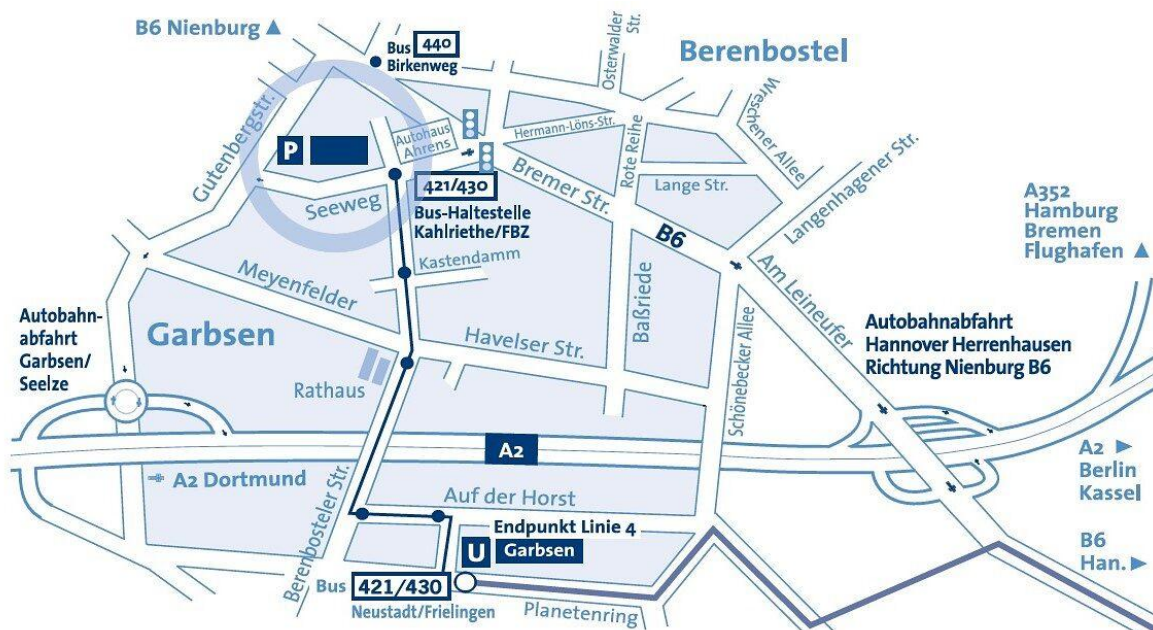 B6 Nienburg
Bus 440
Birkenweg
Osterwalder
Str.
Berenbostel
Wreschener Allee
Gutenbergstr.
P
Autohaus
Ahrens
Hermann-Löns-Str.
Rote Reihe
Lange Str.
Langenhagener Str.
Bremer Str.
421/430
Bus-Haltestelle
Kahlriethe/FBZ
Seeweg
B6
Kastendamm
Meyenfelder
A352
Hamburg
Bremen
Flughafen
Am Leineufer
Baßriede
Schönebecker Allee
Autobahn-
abfahrt
Garbsen/
Seelze
Garbsen
Havelser Str.
Autobahnabfahrt
Hannover Herrenhausen
Richtung Nienburg B6
Rathaus
A2
A2 Dortmund
A2
Berlin
Kassel
Berenbosteler Str.
Auf der Horst
Endpunkt Linie 4
U Garbsen
B6
Han.
Bus 421/430
Neustadt/Frielingen
Planetenring